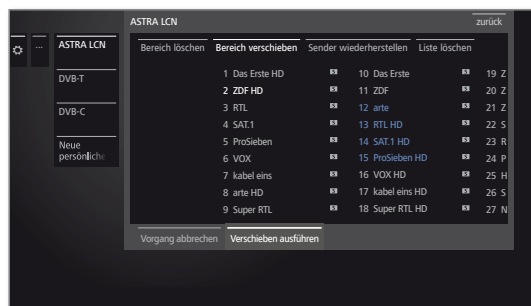 ASTRA LCN zurück
... ASTRA LCN
DVB-T
DVB-C
Neue
persönliche
Bereich löschen Bereich verschieben Sender wiederherstellen Liste löschen
1 Das Erste HD S 10 Das Erste S 19 Z
2 ZDF HD S 11 ZDF S 20 Z
3 RTL S 12 arte S 21 Z
4 SAT.1 S 13 RTL HD S 22 S
5 ProSieben S 14 SAT.1 HD S 23 R
6 VOX S 15 ProSieben HD S 24 P
7 kabel eins S 16 VOX HD S 25 H
8 arte HD S 17 kabel eins HD S 26 S
9 Super RTL S 18 Super RTL HD S 27 N
Vorgang abbrechen Verschieben ausführen